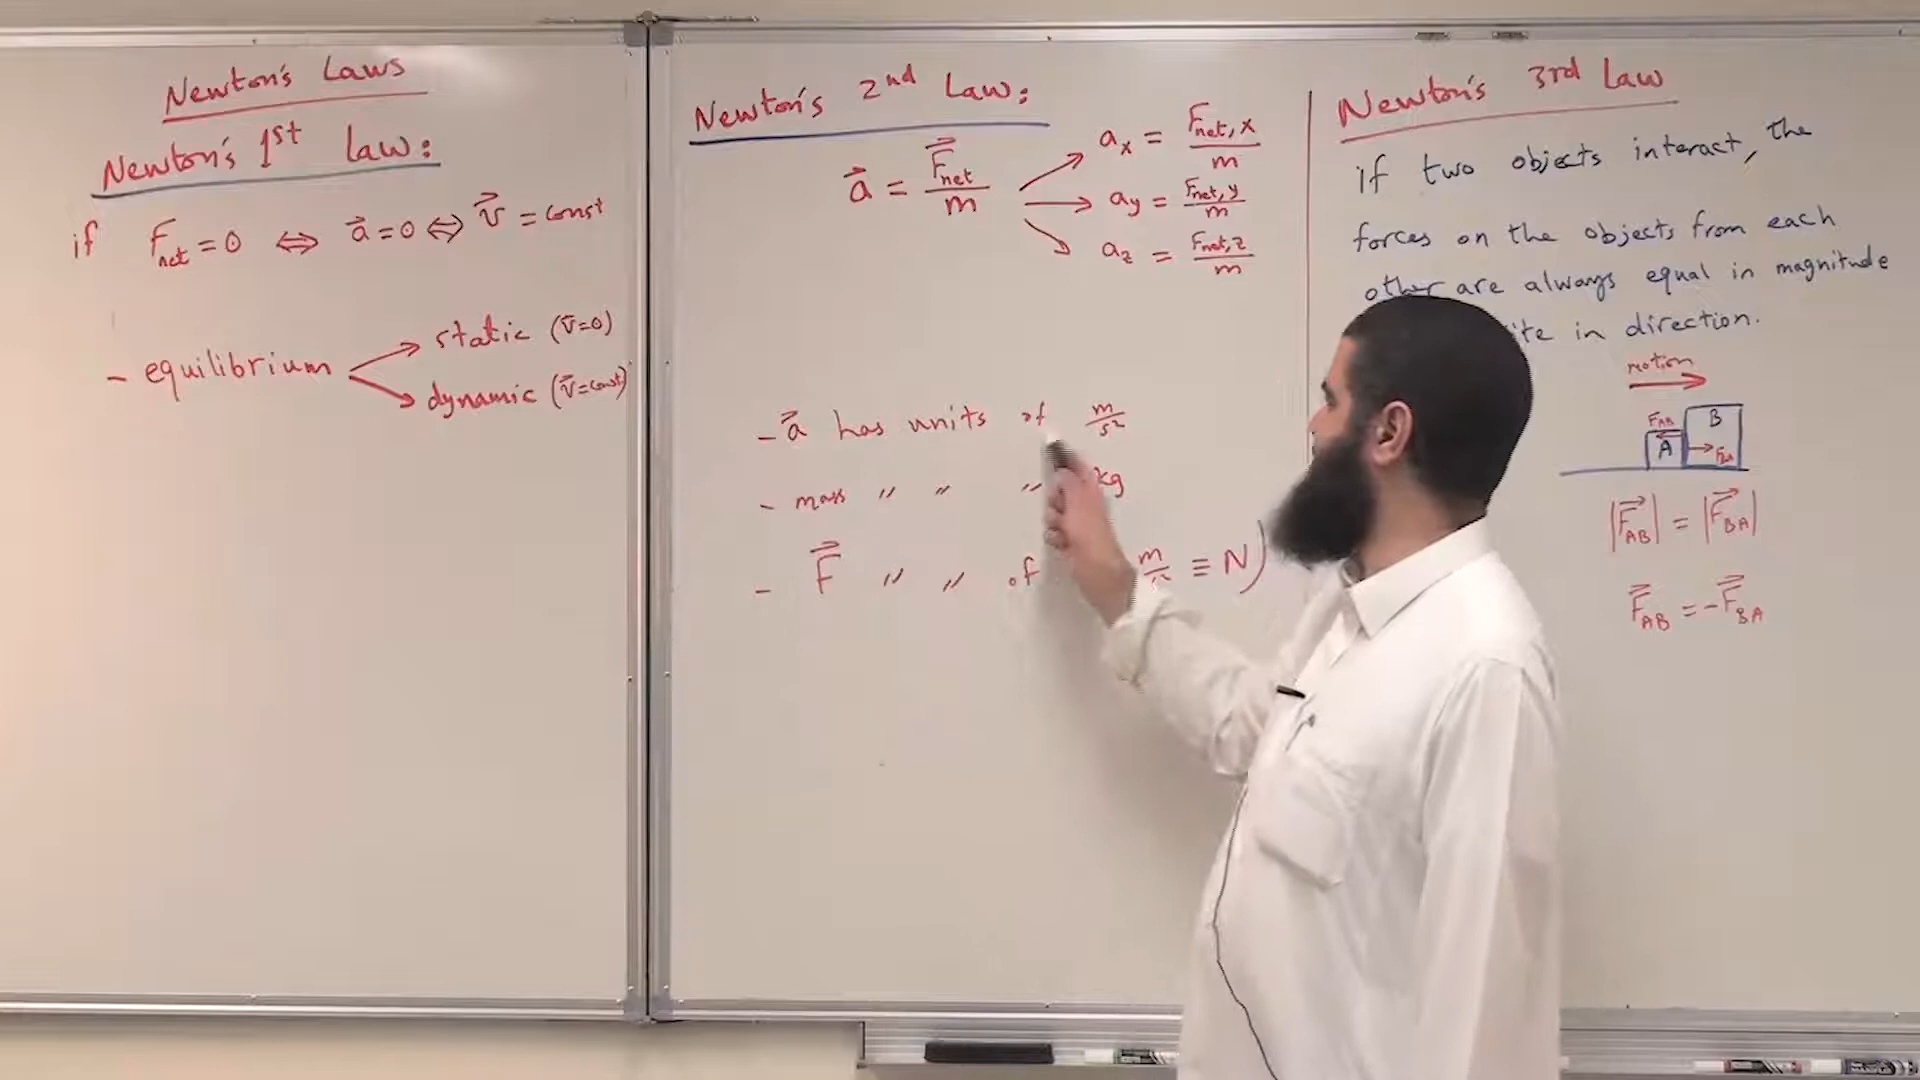 Newton's Laws
Newton's 1st Law:
if Fnet = 0 ⇔ a⃗ = 0 ⇔ v⃗ = const
- equilibrium
static (v⃗=0)
dynamic (v⃗=const)
Newton's 2nd Law:
a⃗ = F⃗net/m
ax = Fnet,x/m
ay = Fnet,y/m
az = Fnet,z/m
- a⃗ has units of m/s²
- mass " " " kg
- F⃗ " " of m/ ≡ N)
Newton's 3rd Law
if two objects interact, the
forces on the objects from each
other are always equal in magnitude
in direction.
motion
FAB
B
A
FBA
|F⃗AB| = |F⃗BA|
F⃗AB = -F⃗BA